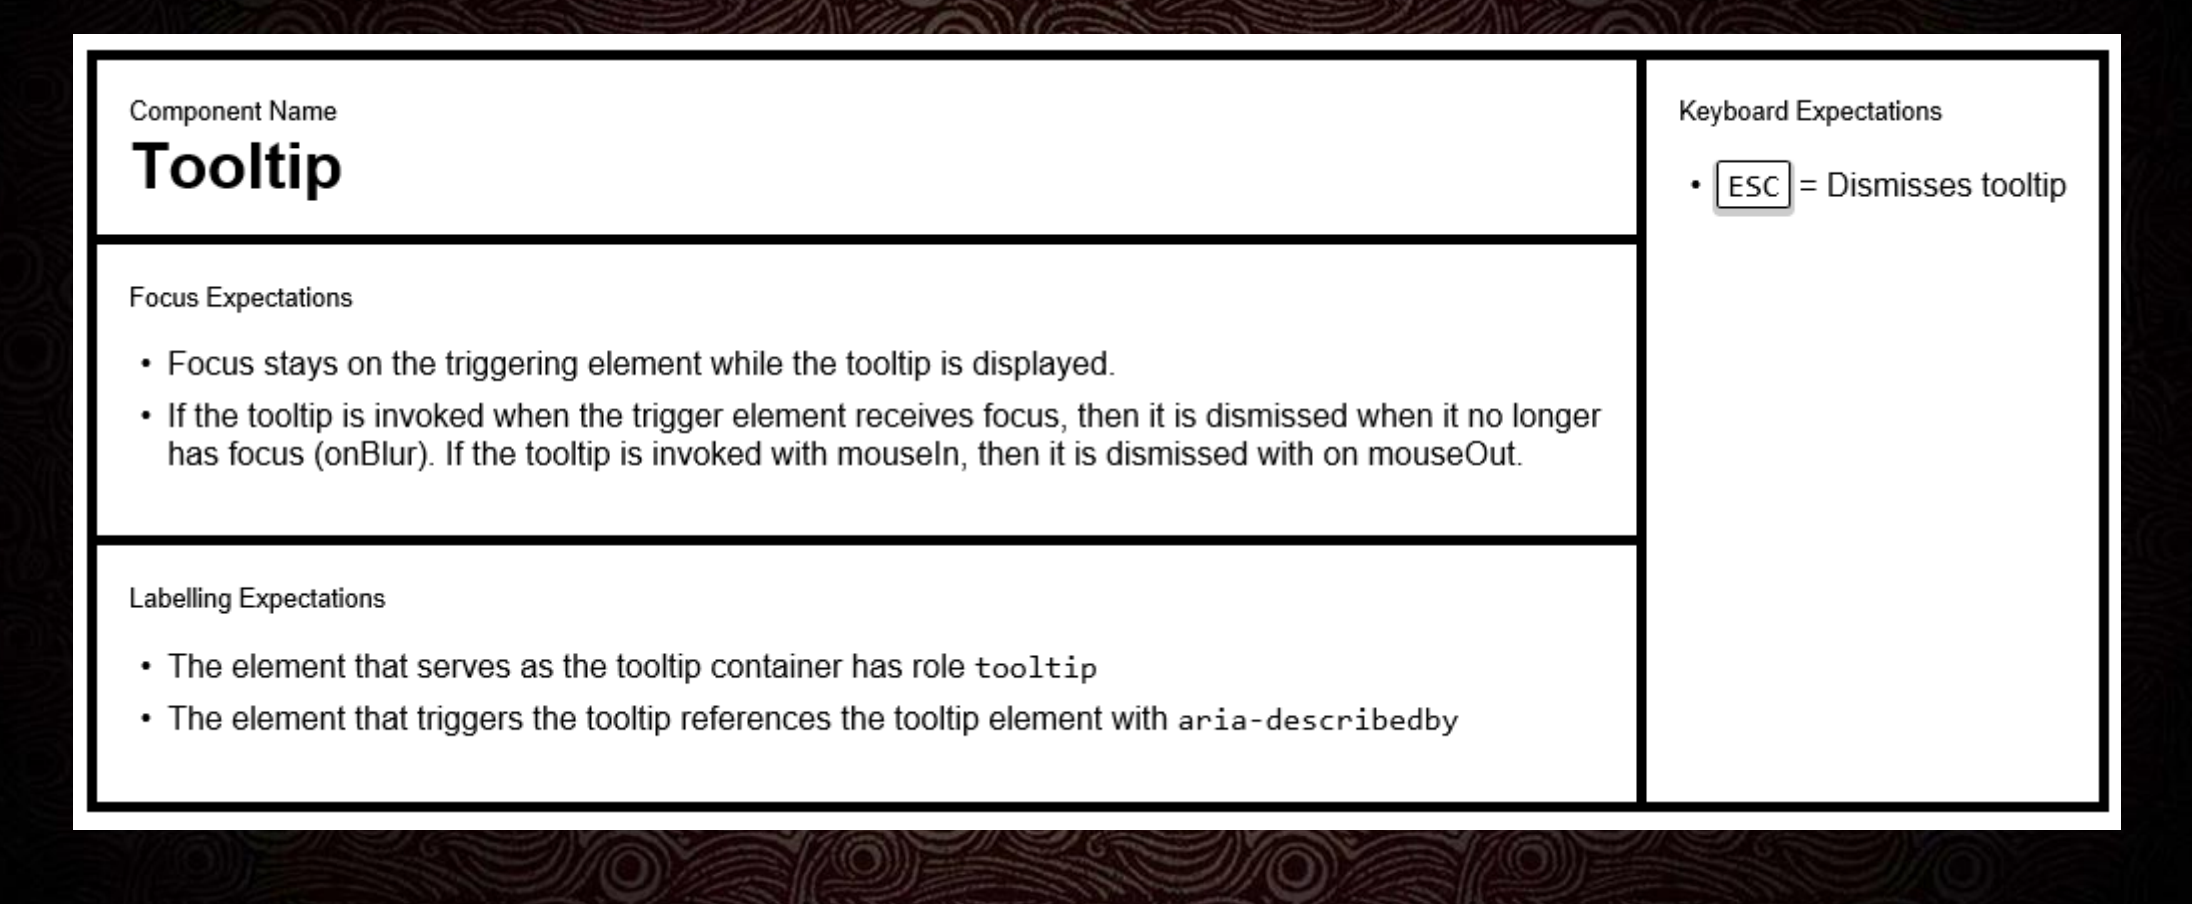 Component Name
Tooltip
Focus Expectations
• Focus stays on the triggering element while the tooltip is displayed.
• If the tooltip is invoked when the trigger element receives focus, then it is dismissed when it no longer
has focus (onBlur). If the tooltip is invoked with mouseIn, then it is dismissed with on mouseOut.
Labelling Expectations
• The element that serves as the tooltip container has role tooltip
• The element that triggers the tooltip references the tooltip element with aria-describedby
Keyboard Expectations
• ESC = Dismisses tooltip